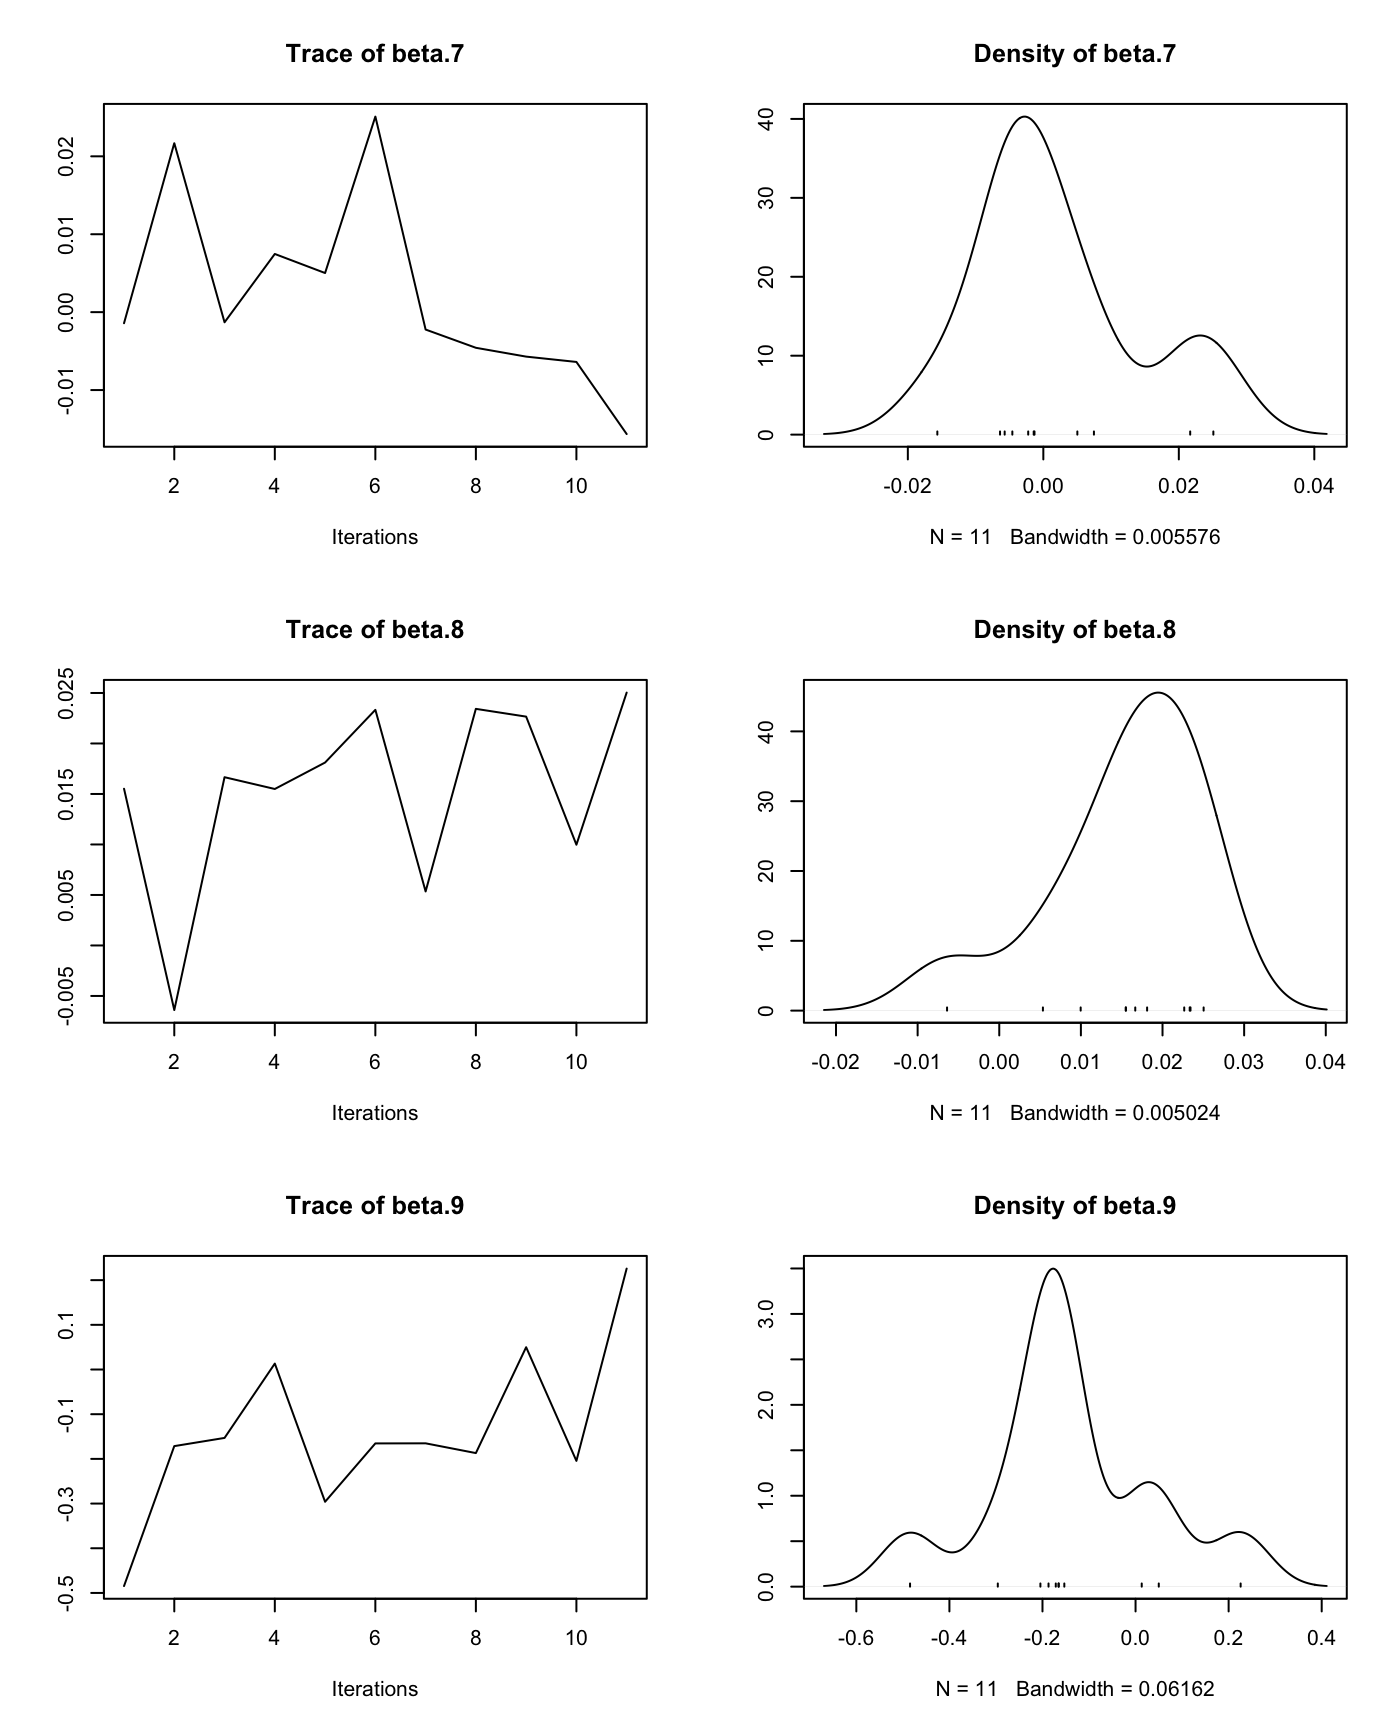 Trace of beta.7
0.02
0.01
0.00
-0.01
2 4 6 8 10
Iterations
Density of beta.7
40
30
20
10
0
-0.02 0.00 0.02 0.04
N = 11 Bandwidth = 0.005576
Trace of beta.8
0.025
0.015
0.005
-0.005
2 4 6 8 10
Iterations
Density of beta.8
40
30
20
10
0
-0.02 -0.01 0.00 0.01 0.02 0.03 0.04
N = 11 Bandwidth = 0.005024
Trace of beta.9
0.1
-0.1
-0.3
-0.5
2 4 6 8 10
Iterations
Density of beta.9
3.0
2.0
1.0
0.0
-0.6 -0.4 -0.2 0.0 0.2 0.4
N = 11 Bandwidth = 0.06162